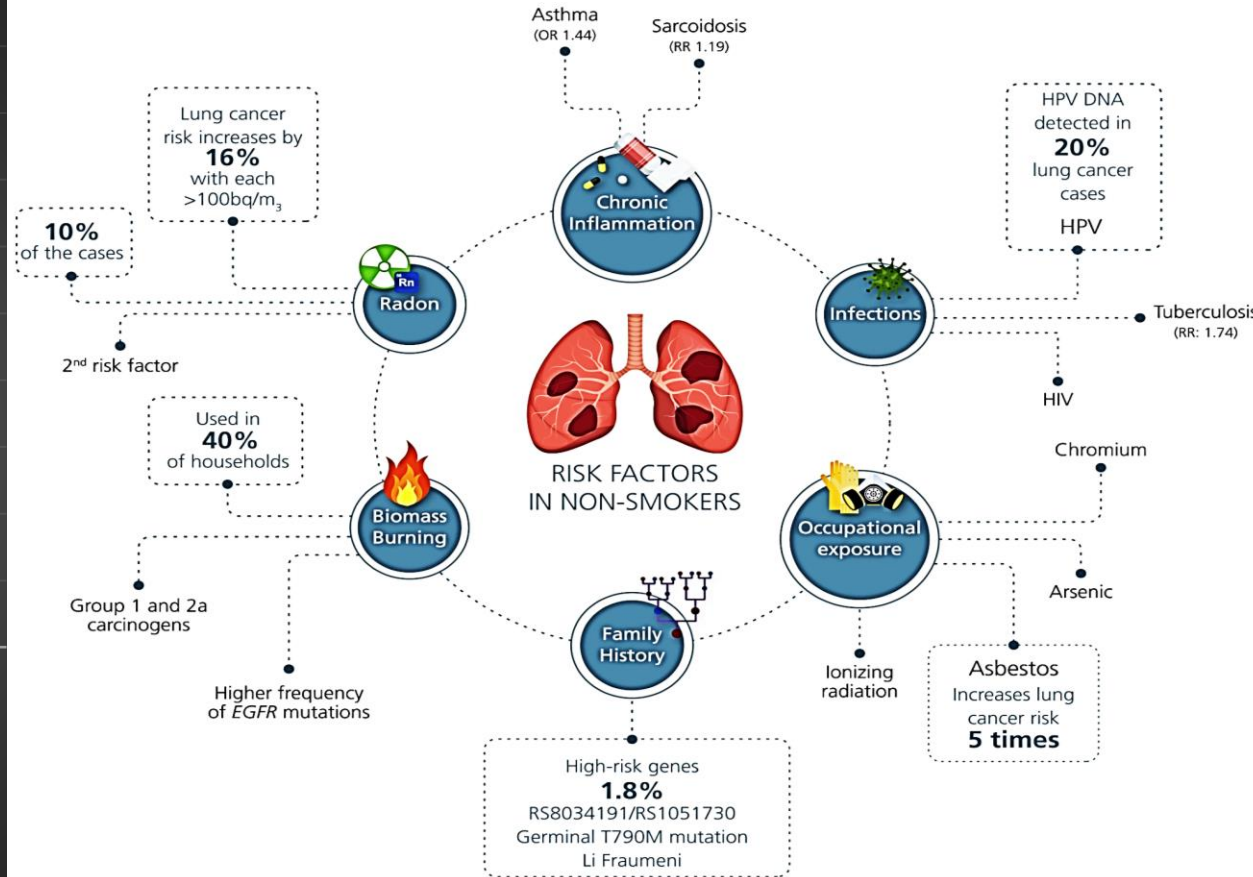 Asthma
(OR 1.44)
Sarcoidosis
(RR 1.19)
Chronic
Inflammation
HPV DNA
detected in
20%
lung cancer
cases
HPV
Infections
Tuberculosis
(RR: 1.74)
HIV
Chromium
Occupational
exposure
Arsenic
Asbestos
Increases lung
cancer risk
5 times
Ionizing
radiation
Family
History
High-risk genes
1.8%
RS8034191/RS1051730
Germinal T790M mutation
Li Fraumeni
Biomass
Burning
Used in
40%
of households
Group 1 and 2a
carcinogens
Higher frequency
of EGFR mutations
Rn
Radon
Lung cancer
risk increases by
16%
with each
>100bq/m3
10%
of the cases
2nd risk factor
RISK FACTORS
IN NON-SMOKERS